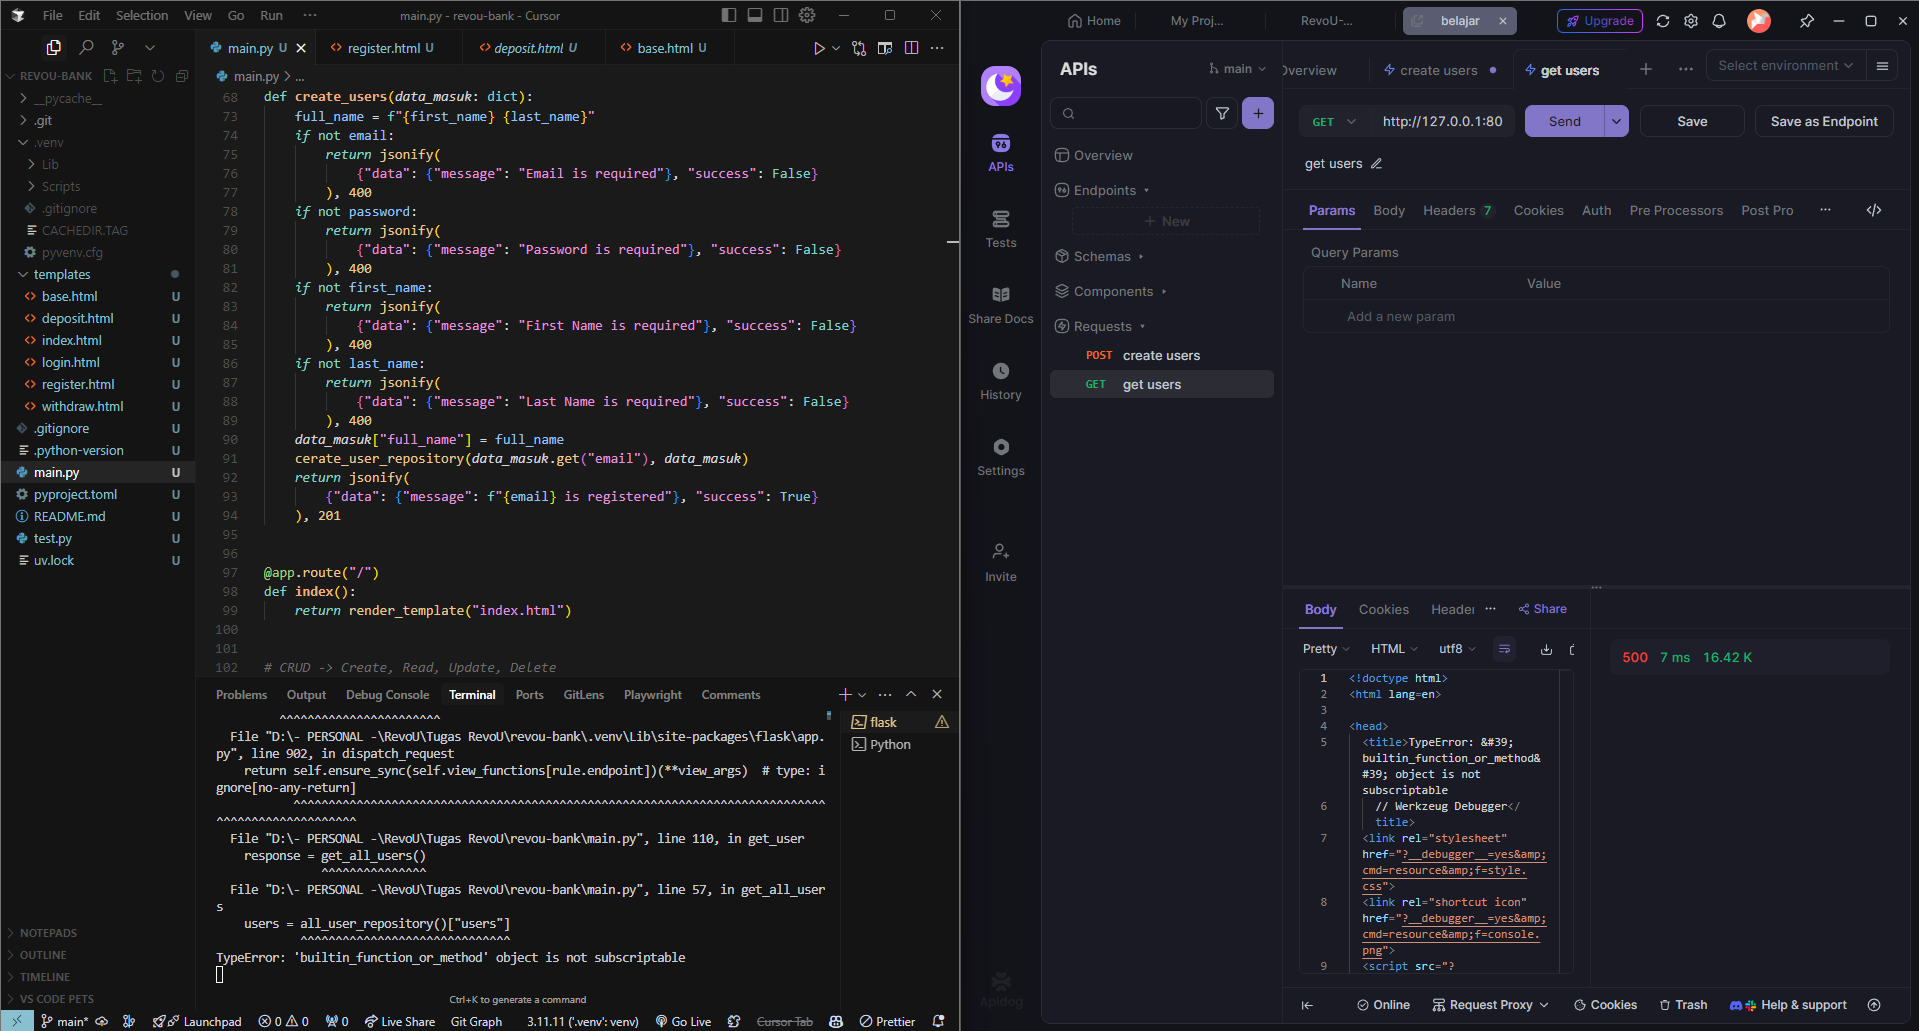 File Edit Selection View Go Run ··· main.py - revou-bank - Cursor
main.py U register.html U deposit.html U base.html U
REVOU-BANK
__pycache__
.git
.venv
Lib
Scripts
.gitignore
CACHEDIR.TAG
pyvenv.cfg
templates
base.html U
deposit.html U
index.html U
login.html U
register.html U
withdraw.html U
.gitignore U
.python-version U
main.py U
pyproject.toml U
README.md U
test.py U
uv.lock U
NOTEPADS
OUTLINE
TIMELINE
VS CODE PETS
main.py > ...
68 def create_users(data_masuk: dict):
73 full_name = f"{first_name} {last_name}"
74 if not email:
75 return jsonify(
76 {"data": {"message": "Email is required"}, "success": False}
77 ), 400
78 if not password:
79 return jsonify(
80 {"data": {"message": "Password is required"}, "success": False}
81 ), 400
82 if not first_name:
83 return jsonify(
84 {"data": {"message": "First Name is required"}, "success": False}
85 ), 400
86 if not last_name:
87 return jsonify(
88 {"data": {"message": "Last Name is required"}, "success": False}
89 ), 400
90 data_masuk["full_name"] = full_name
91 cerate_user_repository(data_masuk.get("email"), data_masuk)
92 return jsonify(
93 {"data": {"message": f"{email} is registered"}, "success": True}
94 ), 201
95
96
97 @app.route("/")
98 def index():
99 return render_template("index.html")
100
101
102 # CRUD -> Create, Read, Update, Delete
Problems Output Debug Console Terminal Ports GitLens Playwright Comments
flask
Python
^^^^^^^^^^^^^^^^^^^^^^^
File "D:\- PERSONAL -\RevoU\Tugas RevoU\revou-bank\.venv\Lib\site-packages\flask\app.
py", line 902, in dispatch_request
return self.ensure_sync(self.view_functions[rule.endpoint])(**view_args) # type: i
gnore[no-any-return]
^^^^^^^^^^^^^^^^^^^^^^^^^^^^^^^^^^^^^^^^^^^^^^^^^^^^^^^^^^^^^^^^^^^^^^^^^^^^
^^^^^^^^^^^^^^^^^^^^
File "D:\- PERSONAL -\RevoU\Tugas RevoU\revou-bank\main.py", line 110, in get_user
response = get_all_users()
^^^^^^^^^^^^^^^
File "D:\- PERSONAL -\RevoU\Tugas RevoU\revou-bank\main.py", line 57, in get_all_user
s
users = all_user_repository()["users"]
^^^^^^^^^^^^^^^^^^^^^^^^^^^^^^
TypeError: 'builtin_function_or_method' object is not subscriptable
Ctrl+K to generate a command
main* Launchpad 0 0 0 Live Share Git Graph 3.11.11 ('.venv': venv) Go Live Cursor Tab Prettier
Home My Proj... RevoU-... belajar Upgrade
APIs
Tests
Share Docs
History
Settings
Invite
Apidog
APIs main
Overview
Endpoints
+ New
Schemas
Components
Requests
POST create users
GET get users
Overview create users get users + ··· Select environment
GET http://127.0.0.1:80 Send Save Save as Endpoint
get users
Params Body Headers 7 Cookies Auth Pre Processors Post Pro ··· </>
Query Params
Name Value
Add a new param
Body Cookies Header ··· Share
Pretty HTML utf8
500 7 ms 16.42 K
1 <!doctype html>
2 <html lang=en>
3
4 <head>
5 <title>TypeError: &#39;
builtin_function_or_method&
#39; object is not
subscriptable
6 // Werkzeug Debugger</
title>
7 <link rel="stylesheet"
href="?__debugger__=yes&amp;
cmd=resource&amp;f=style.
css">
8 <link rel="shortcut icon"
href="?__debugger__=yes&amp;
cmd=resource&amp;f=console.
png">
9 <script src="?
Online Request Proxy Cookies Trash Help & support